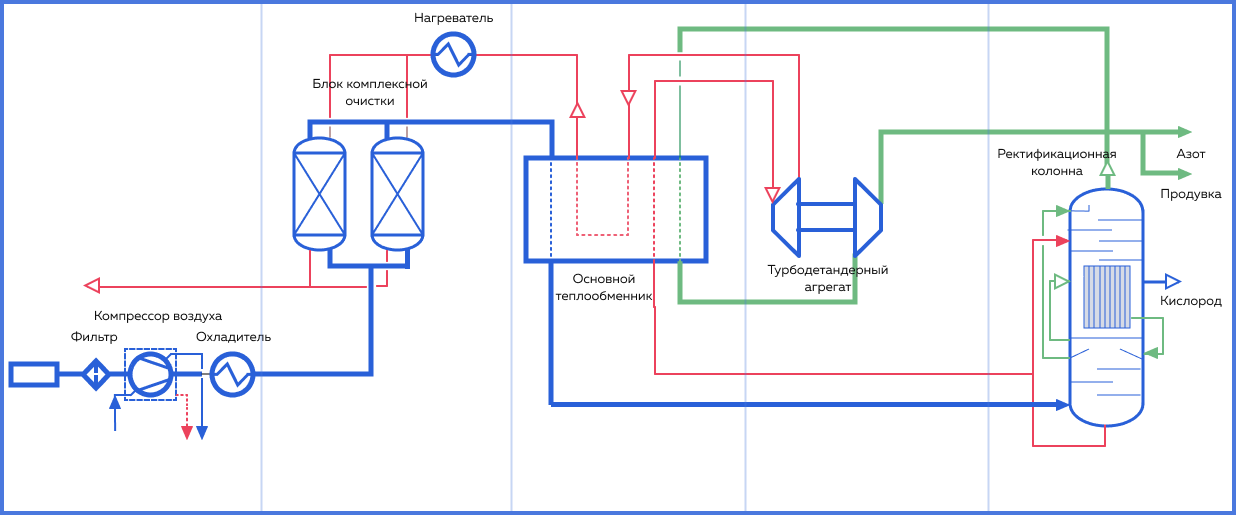 Нагреватель
Блок комплексной
очистки
Ректификационная
колонна
Азот
Продувка
Турбодетандерный
агрегат
Основной
теплообменник
Кислород
Компрессор воздуха
Фильтр
Охладитель